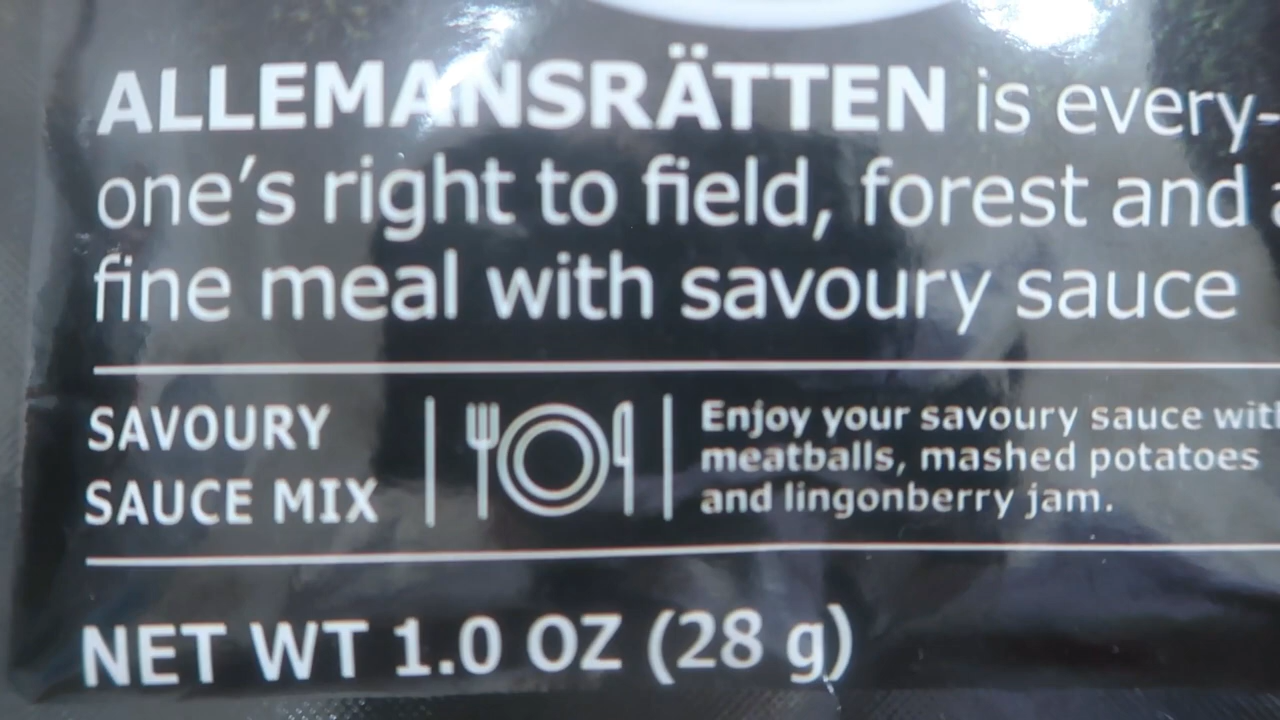 ALLEMANSRÄTTEN is every-
one's right to field, forest and a
fine meal with savoury sauce
SAVOURY
SAUCE MIX
Enjoy your savoury sauce with
meatballs, mashed potatoes
and lingonberry jam.
NET WT 1.0 OZ (28 g)